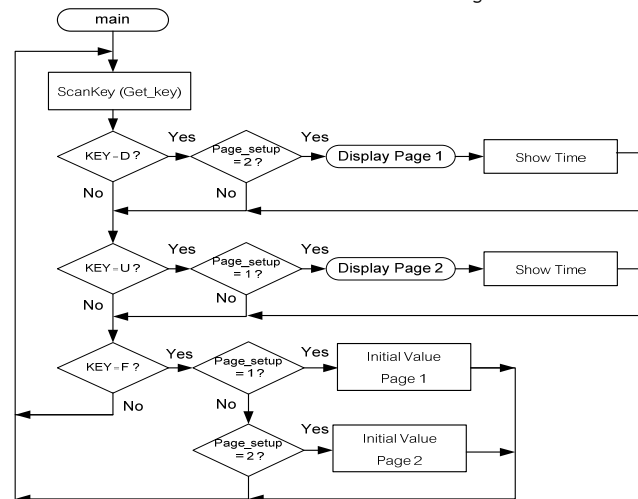 main
ScanKey (Get_key)
KEY=D?
Yes
Page_setup
=2?
Yes
Display Page 1
Show Time
No
No
KEY=U?
Yes
Page_setup
=1?
Yes
Display Page 2
Show Time
No
No
KEY=F?
Yes
Page_setup
=1?
Yes
Initial Value
Page 1
No
No
Page_setup
=2?
Yes
Initial Value
Page 2